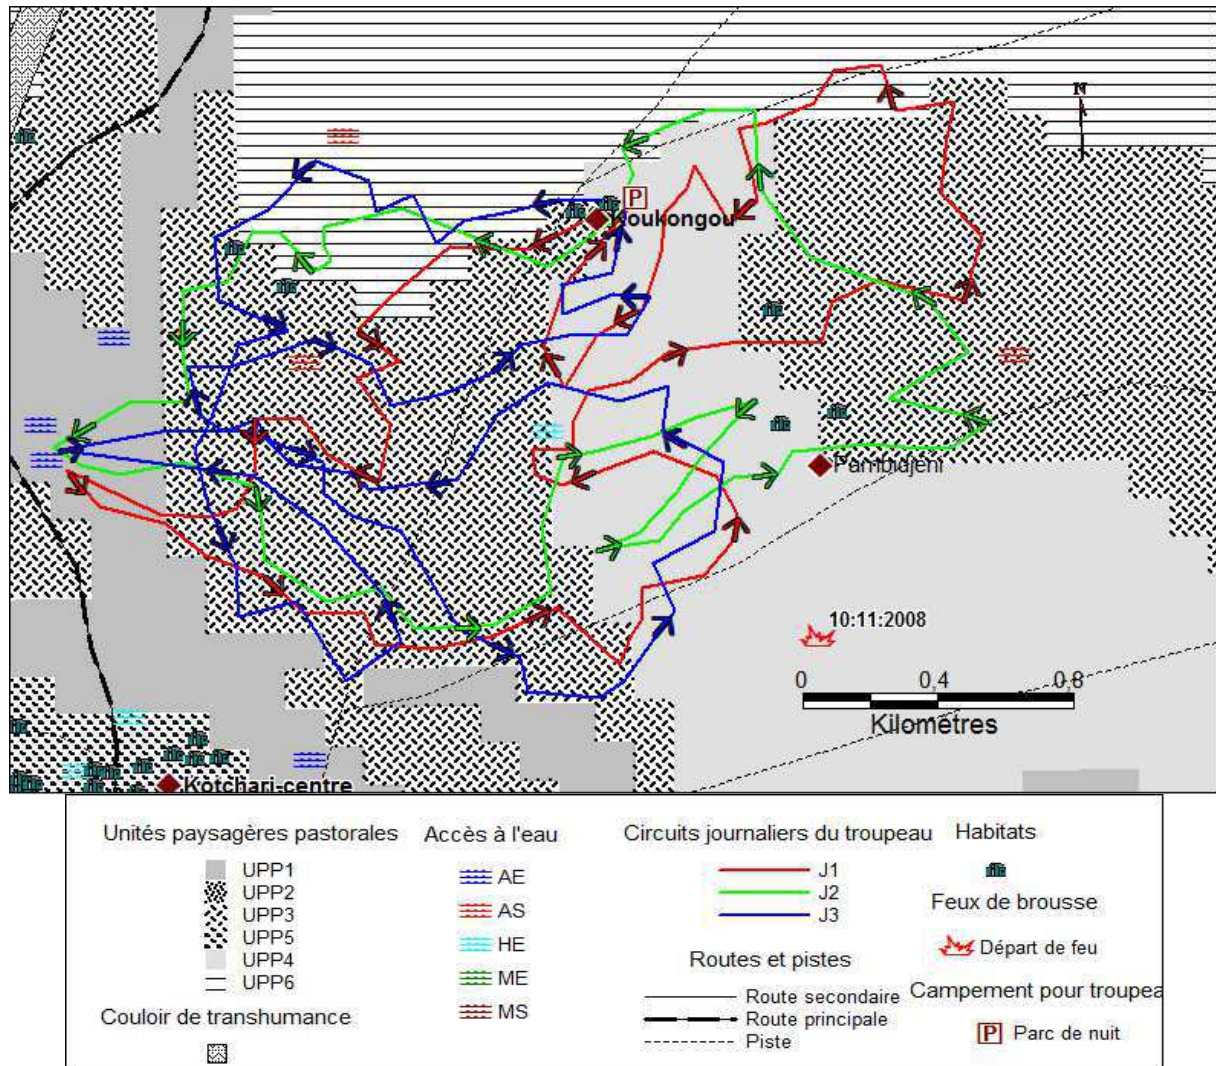 N
P
Koukongou
Pambidjeni
10:11:2008
0 0,4 0,8
Kilomètres
Kotchari-centre
Unités paysagères pastorales
UPP1
UPP2
UPP3
UPP5
UPP4
UPP6
Couloir de transhumance
Accès à l'eau
AE
AS
HE
ME
MS
Circuits journaliers du troupeau
J1
J2
J3
Routes et pistes
Route secondaire
Route principale
Piste
Habitats
Feux de brousse
Départ de feu
Campement pour troupea
P Parc de nuit